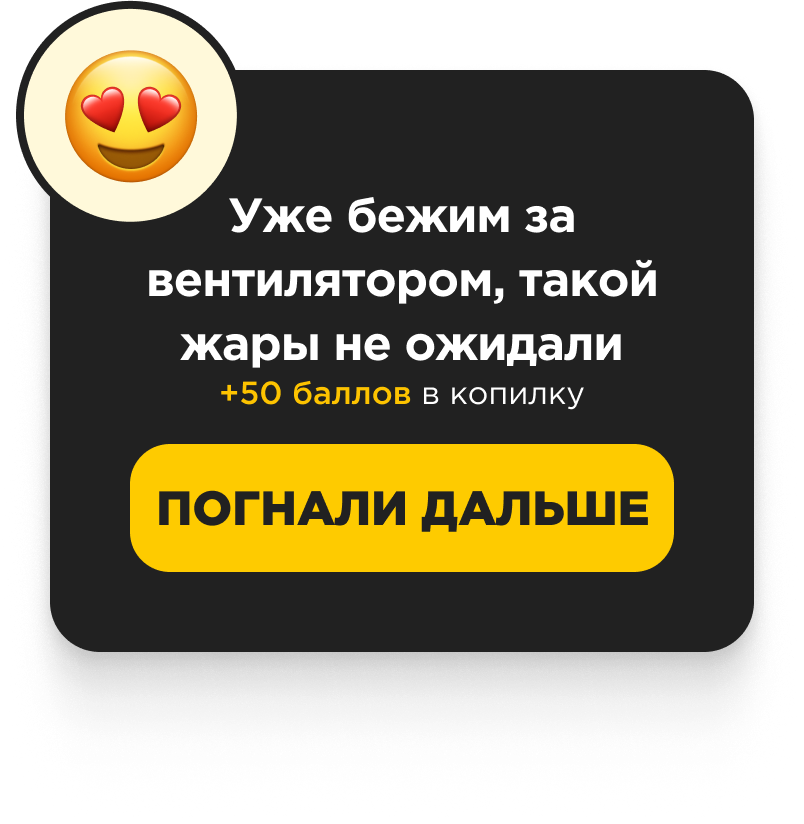 Уже бежим за
вентилятором, такой
жары не ожидали
+50 баллов в копилку
ПОГНАЛИ ДАЛЬШЕ